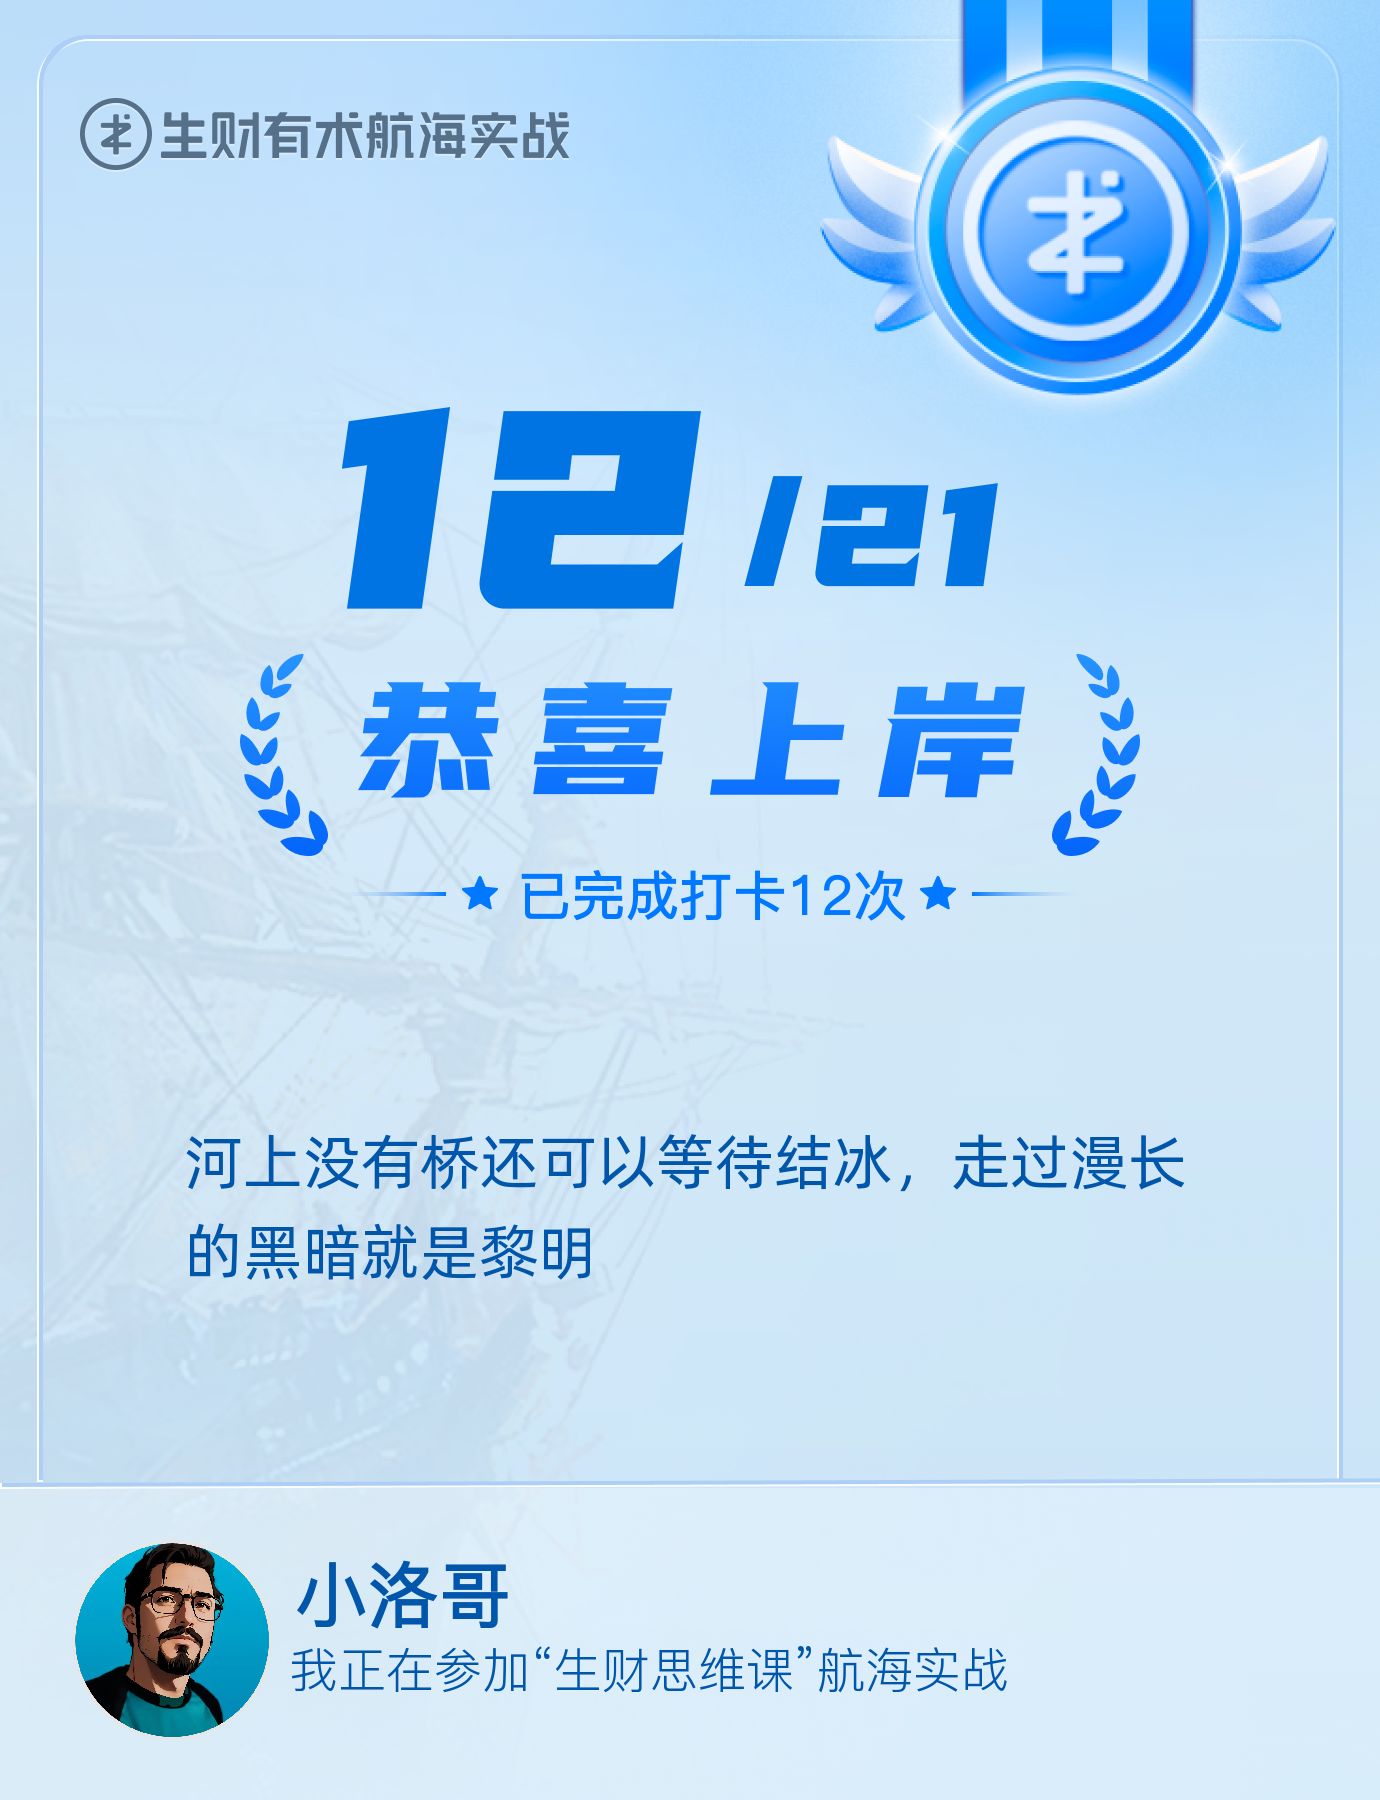 生财有术航海实战
12/21
恭喜上岸
已完成打卡12次
河上没有桥还可以等待结冰，走过漫长
的黑暗就是黎明
小洛哥
我正在参加“生财思维课”航海实战